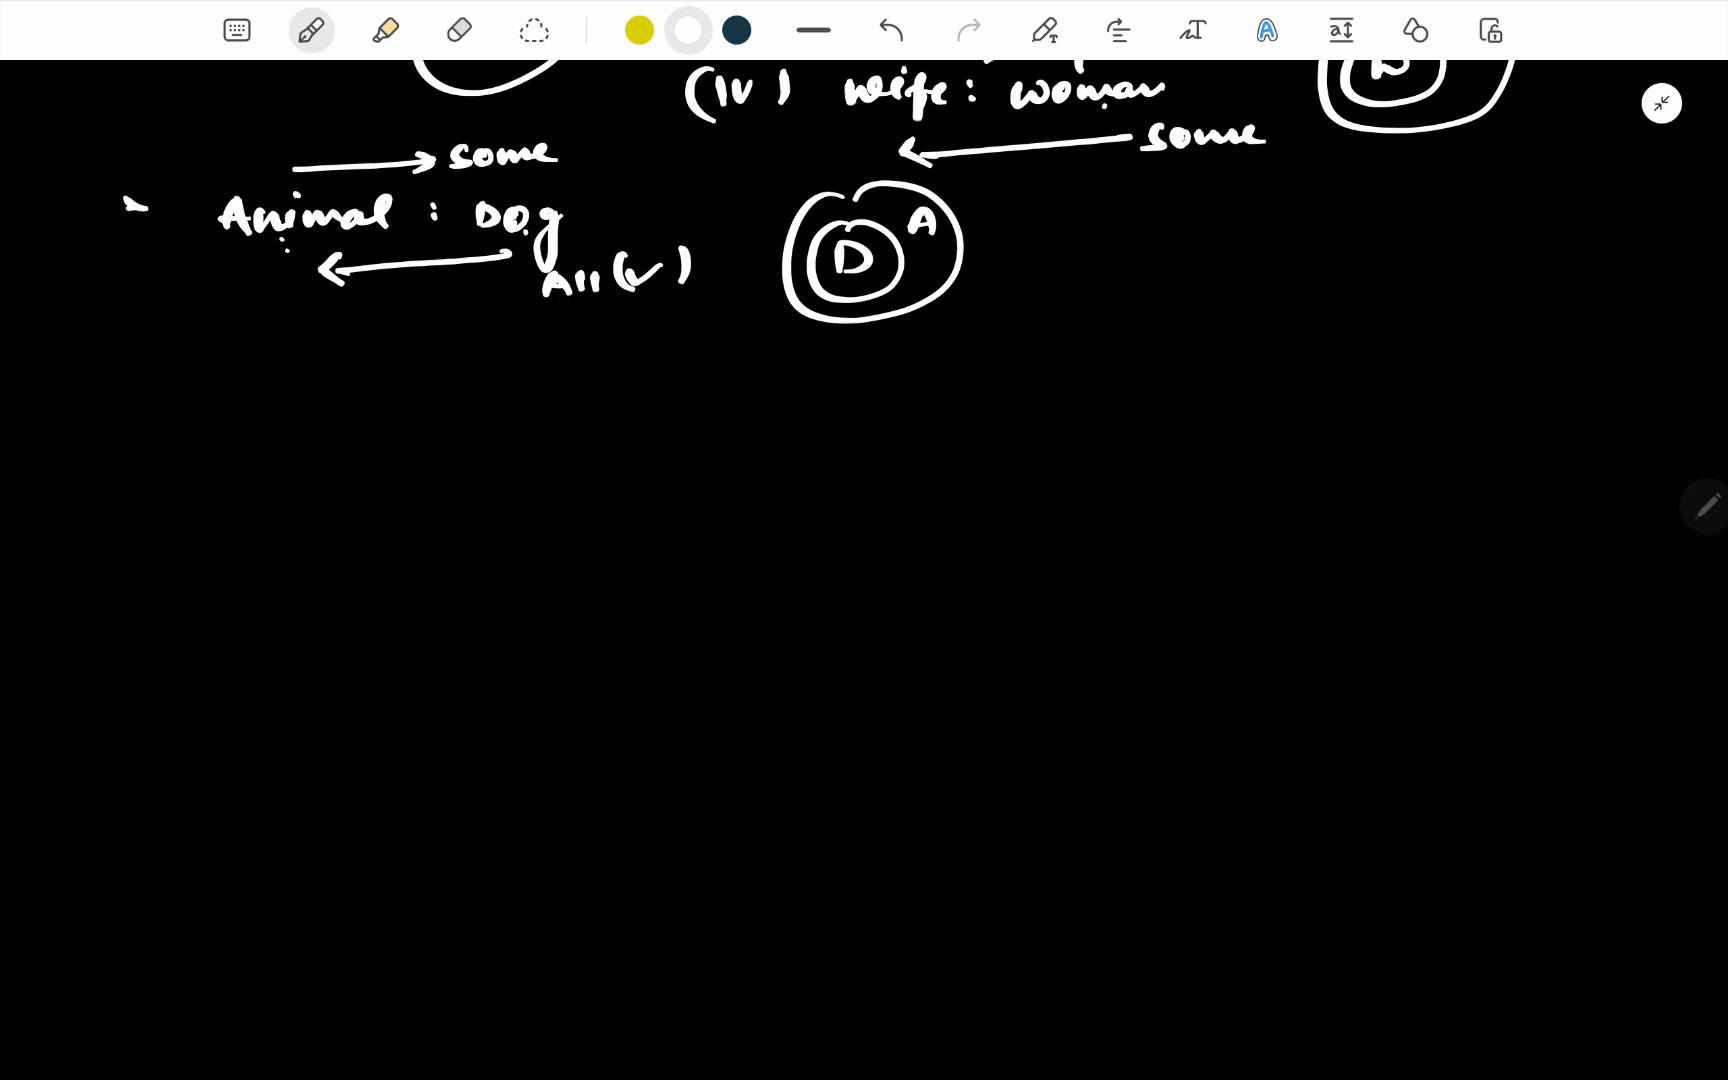 (iv) wife : woman
some
some
Animal : Dog
All (✓)
D A